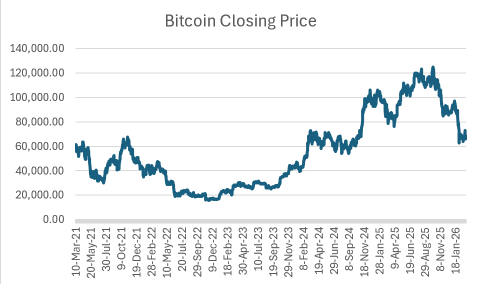 Bitcoin Closing Price
140,000.00
120,000.00
100,000.00
80,000.00
60,000.00
40,000.00
20,000.00
0.00
10-Mar-21
20-May-21
30-Jul-21
9-Oct-21
19-Dec-21
28-Feb-22
10-May-22
20-Jul-22
29-Sep-22
9-Dec-22
18-Feb-23
30-Apr-23
10-Jul-23
19-Sep-23
29-Nov-23
8-Feb-24
19-Apr-24
29-Jun-24
8-Sep-24
18-Nov-24
28-Jan-25
9-Apr-25
19-Jun-25
29-Aug-25
8-Nov-25
18-Jan-26